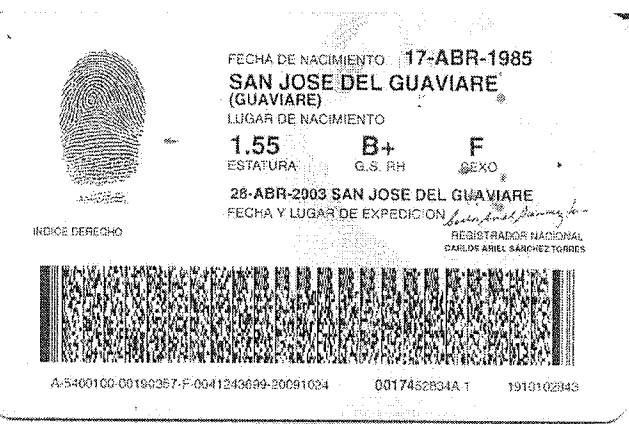 FECHA DE NACIMIENTO 17-ABR-1985
SAN JOSE DEL GUAVIARE
(GUAVIARE)
LUGAR DE NACIMIENTO
1.55 B+ F
ESTATURA G.S. RH SEXO
28-ABR-2003 SAN JOSE DEL GUAVIARE
FECHA Y LUGAR DE EXPEDICION
INDICE DERECHO
REGISTRADOR NACIONAL
CARLOS ARIEL SANCHEZ TORRES
A-5400100-00190357-F-0041243699-20091024 0017452834A 1 1910102843